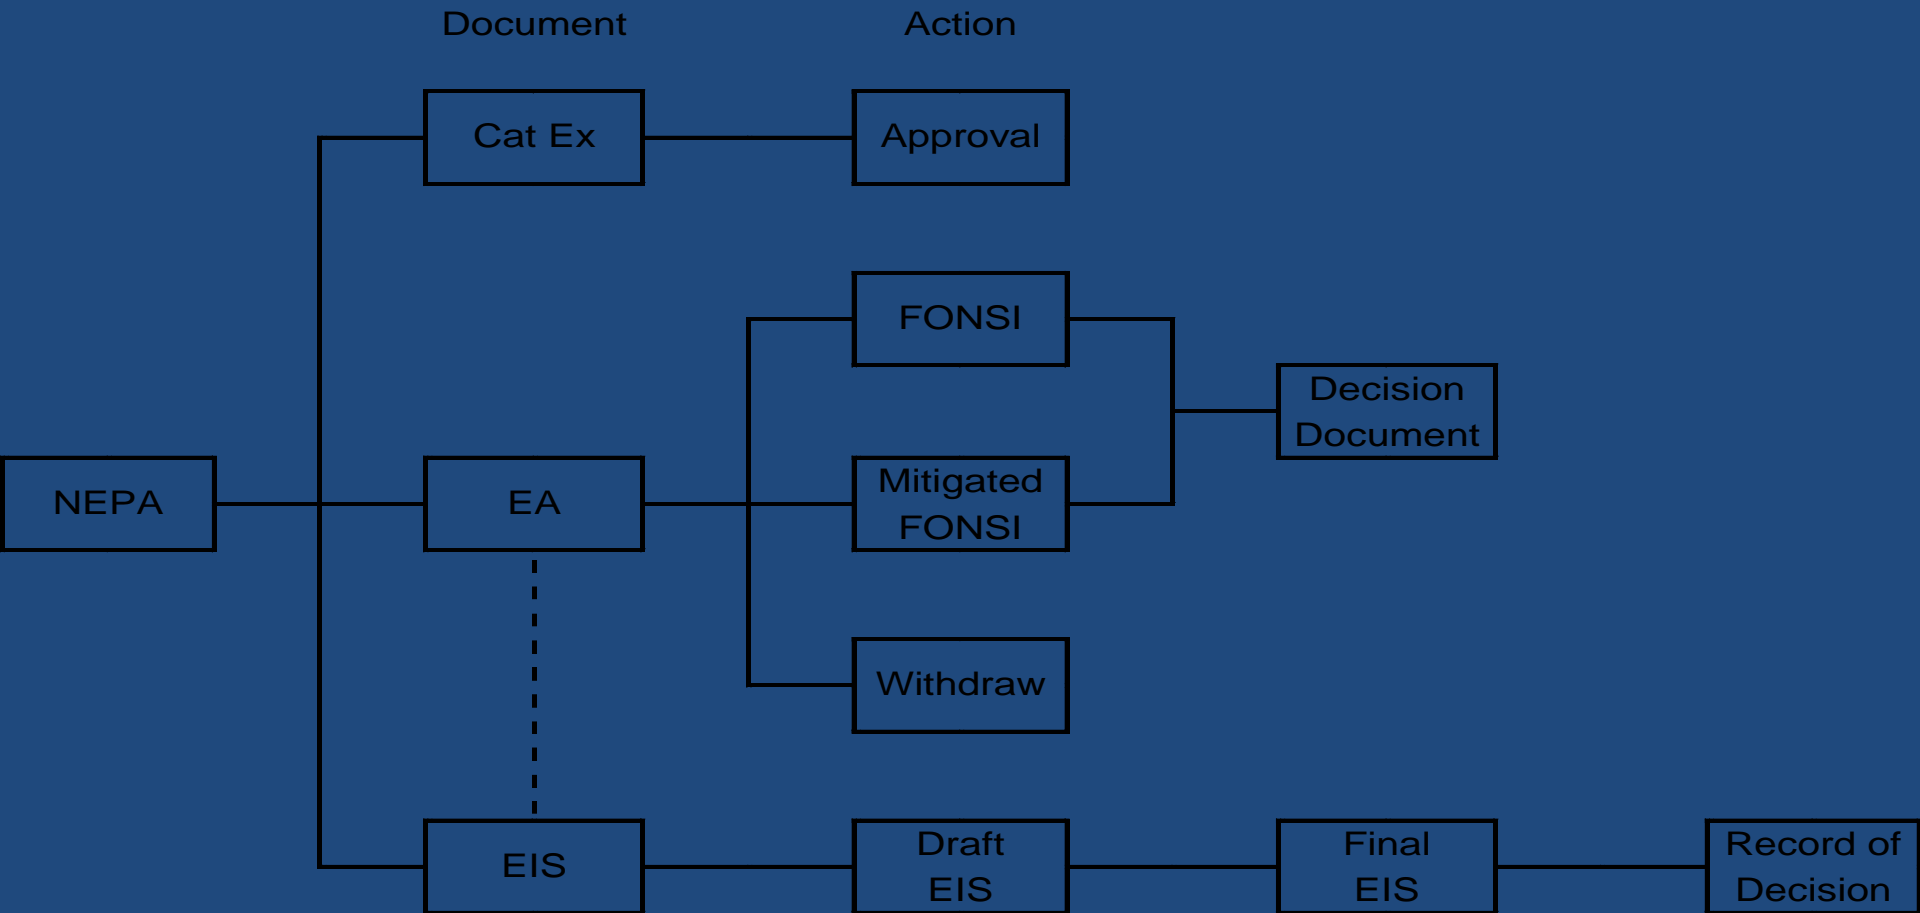 Document
Action
Cat Ex
Approval
FONSI
Decision
Document
NEPA
EA
Mitigated
FONSI
Withdraw
EIS
Draft
EIS
Final
EIS
Record of
Decision